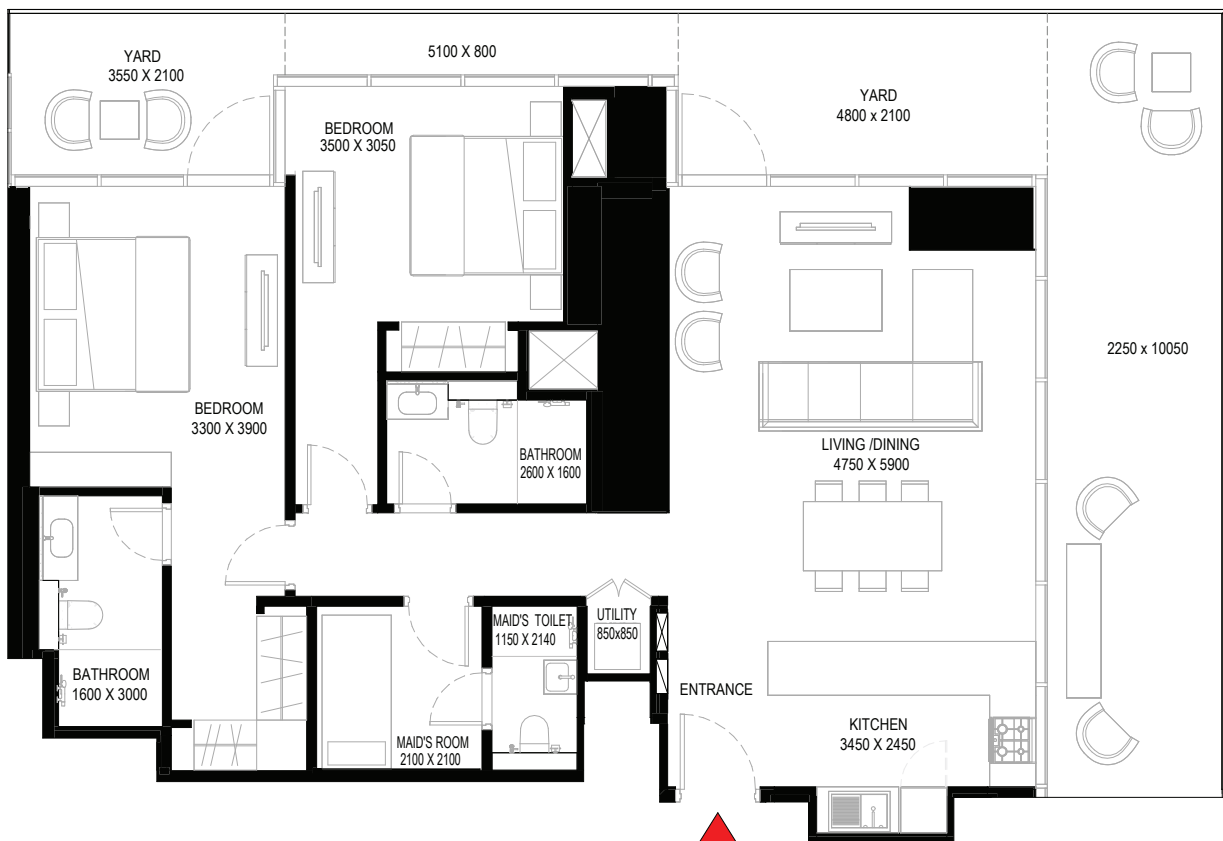 YARD
3550 X 2100
5100 X 800
YARD
4800 x 2100
BEDROOM
3500 X 3050
2250 x 10050
BEDROOM
3300 X 3900
BATHROOM
2600 X 1600
LIVING /DINING
4750 X 5900
MAID'S TOILET
1150 X 2140
UTILITY
850x850
BATHROOM
1600 X 3000
ENTRANCE
MAID'S ROOM
2100 X 2100
KITCHEN
3450 X 2450